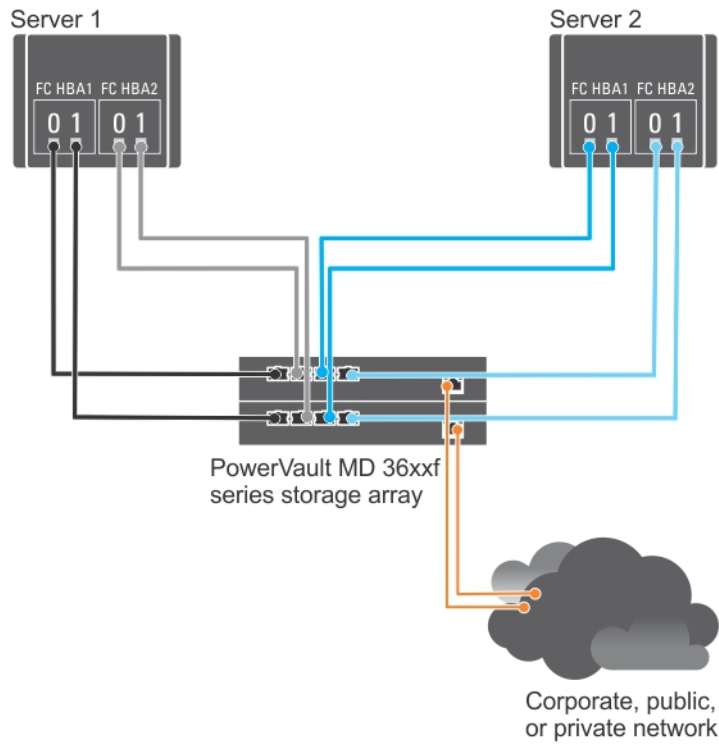 Server 1
Server 2
FC HBA1 FC HBA2
0 1 0 1
FC HBA1 FC HBA2
0 1 0 1
PowerVault MD 36xxf
series storage array
Corporate, public,
or private network